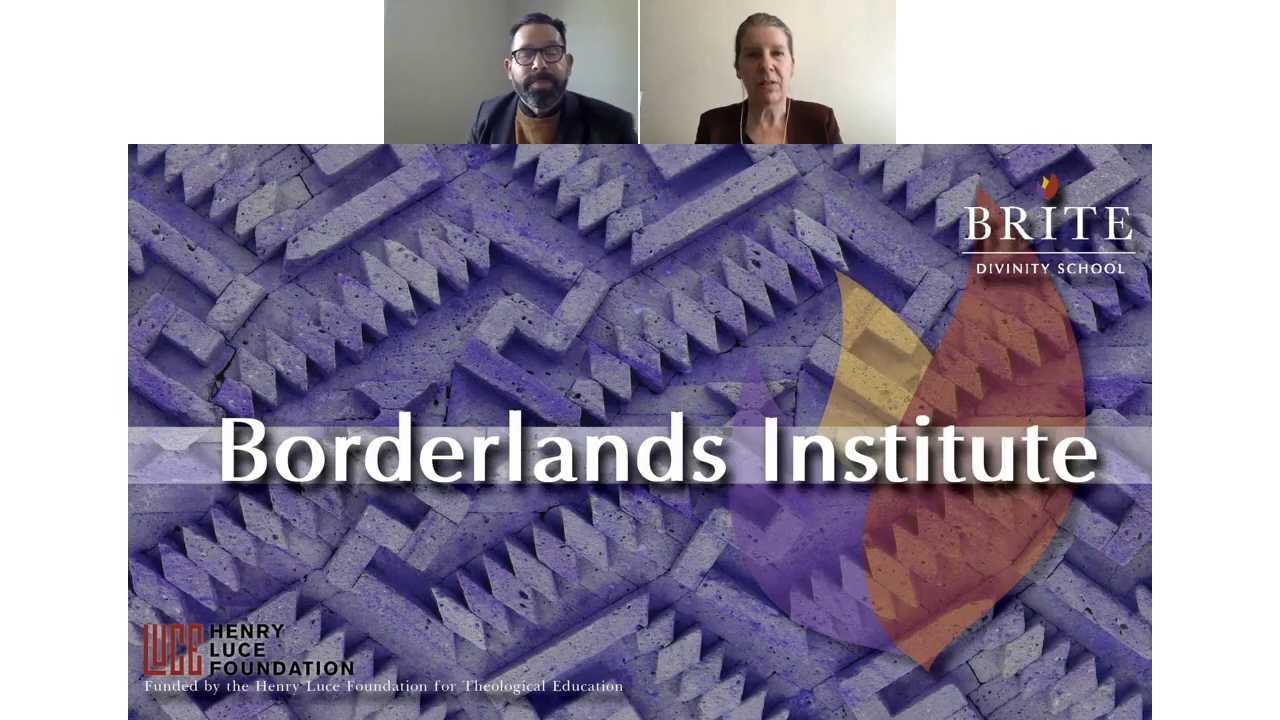 BRITE
DIVINITY SCHOOL
Borderlands Institute
LUCE HENRY
LUCE
FOUNDATION
Funded by the Henry Luce Foundation for Theological Education